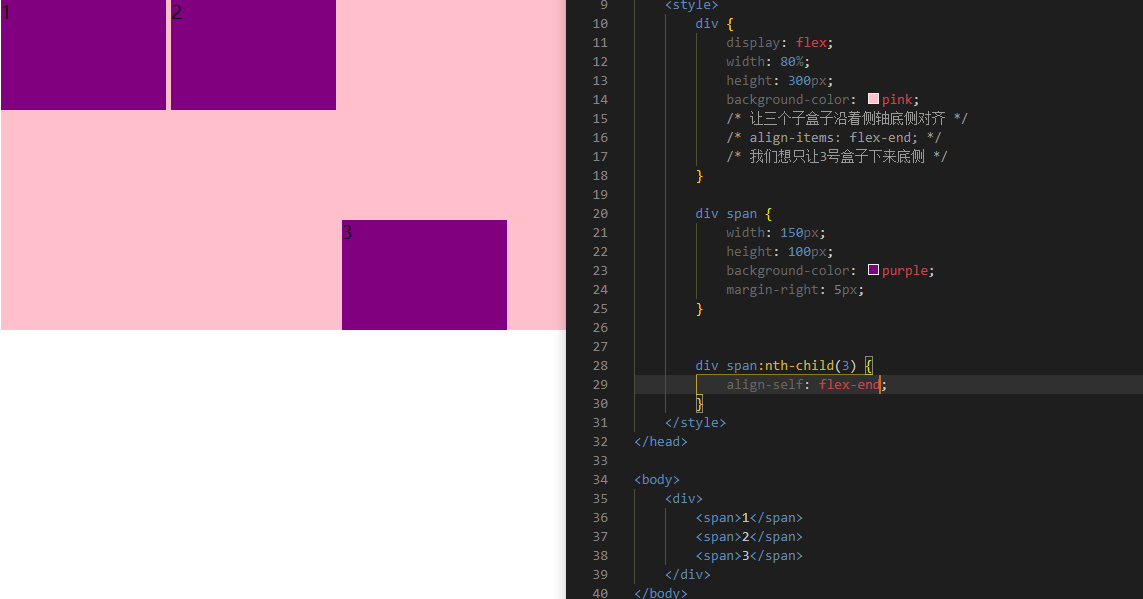 1
2
3
9 <style>
10 div {
11 display: flex;
12 width: 80%;
13 height: 300px;
14 background-color: pink;
15 /* 让三个子盒子沿着侧轴底侧对齐 */
16 /* align-items: flex-end; */
17 /* 我们想只让3号盒子下来底侧 */
18 }
19
20 div span {
21 width: 150px;
22 height: 100px;
23 background-color: purple;
24 margin-right: 5px;
25 }
26
27
28 div span:nth-child(3) {
29 align-self: flex-end;
30 }
31 </style>
32 </head>
33
34 <body>
35 <div>
36 <span>1</span>
37 <span>2</span>
38 <span>3</span>
39 </div>
40 </body>